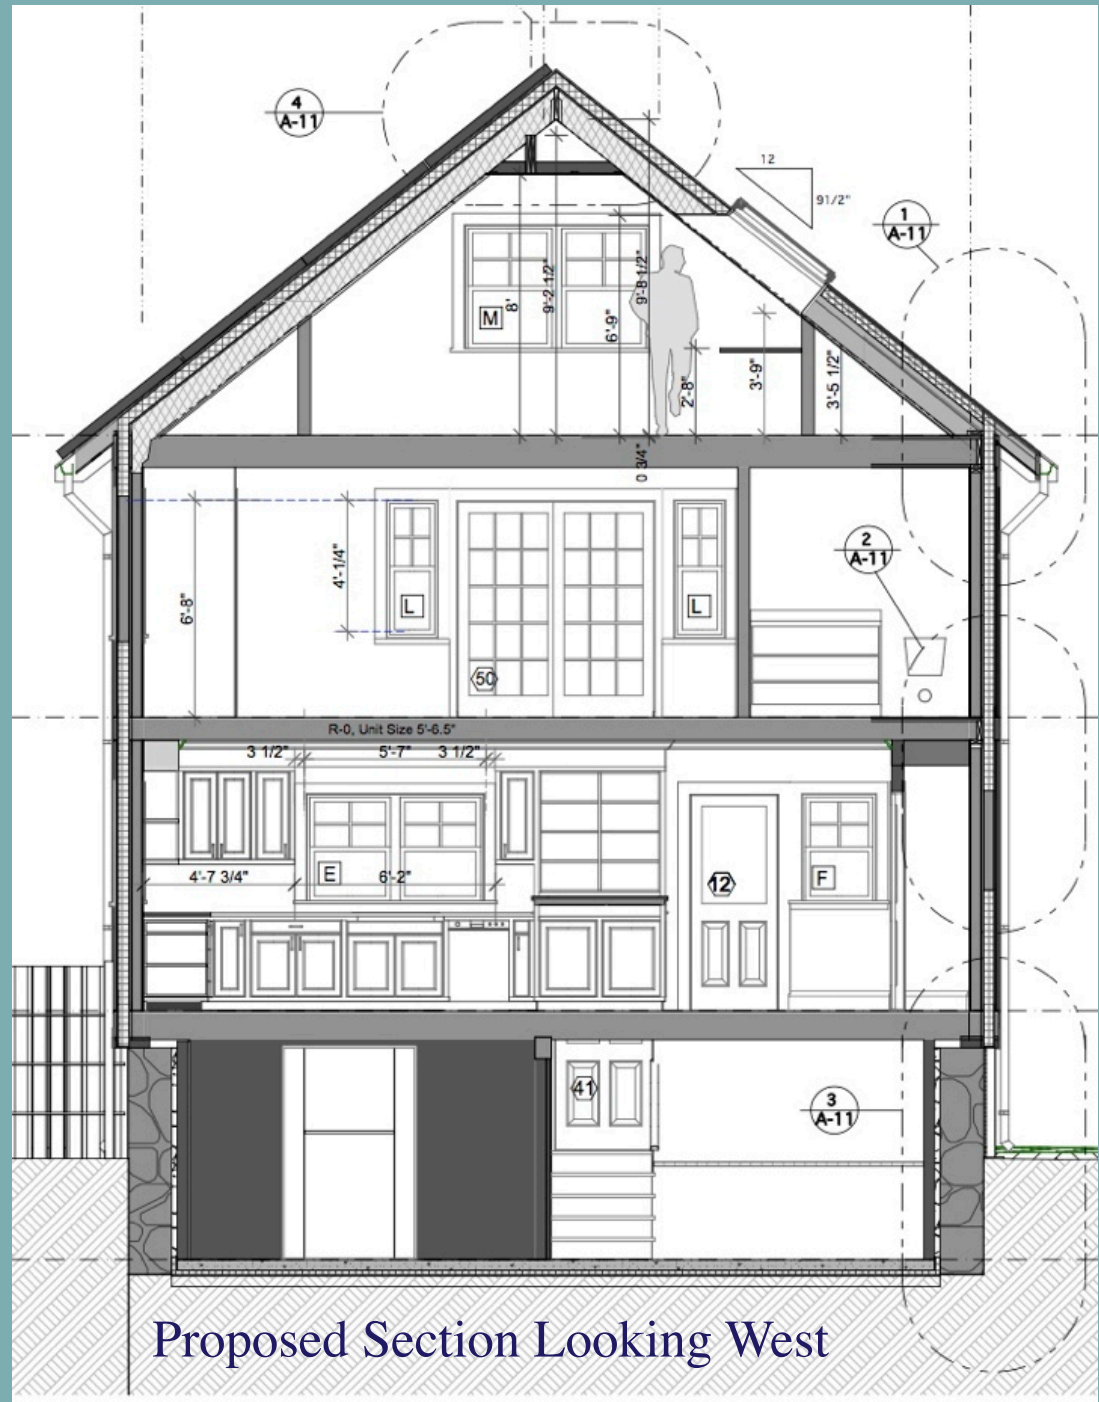 4
A-11
12
9 1/2"
1
A-11
M
8'
9'-2 1/2"
9'-8 1/2"
6'-9"
2'-8"
3'-9"
3'-5 1/2"
0 3/4"
2
A-11
6'-8"
4'-1/4"
L
L
50
R-0, Unit Size 5'-6.5"
3 1/2"
5'-7"
3 1/2"
4'-7 3/4"
E
6'-2"
12
F
41
3
A-11
Proposed Section Looking West